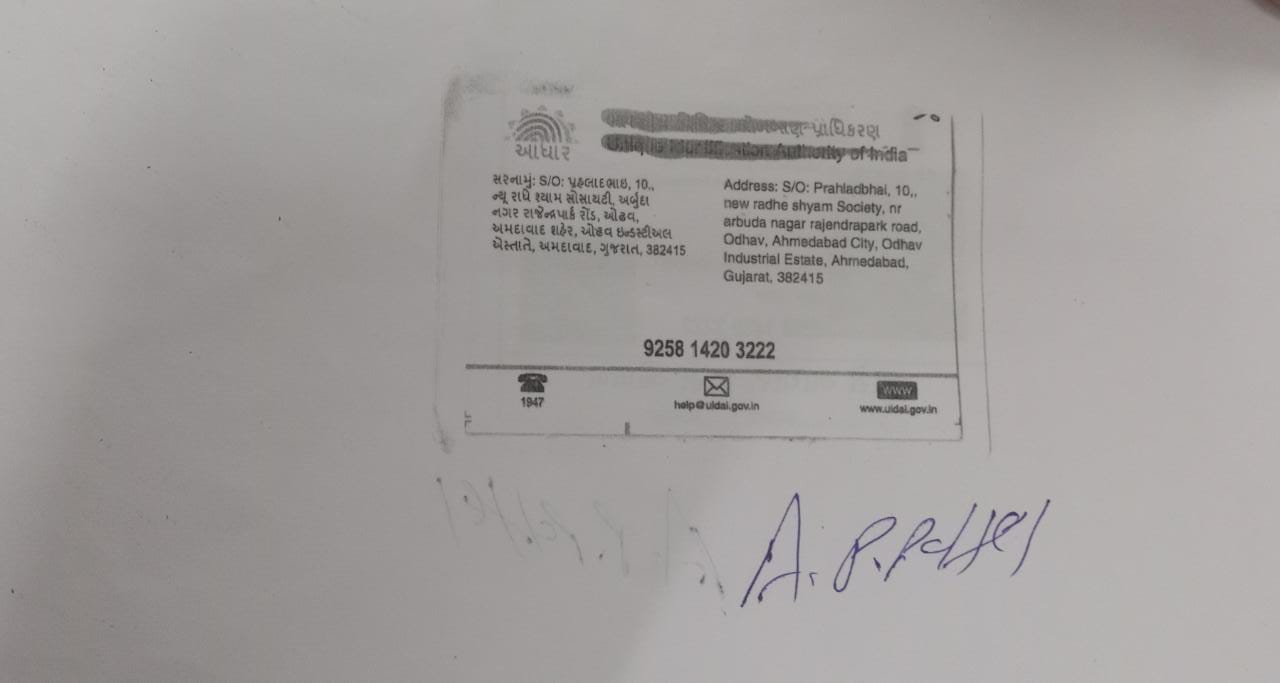 આધાર
પ્રાધિકરણ
Authority of India
સરનામું: S/O: પ્રહલાદભાઇ, 10,,
ન્યૂ રાધે શ્યામ સોસાયટી, અર્બુદા
નગર રાજેન્દ્રપાર્ક રોડ, ઓઢવ,
અમદાવાદ શહેર, ઓઢવ ઇન્ડસ્ટીઅલ
એસ્તાતે, અમદાવાદ, ગુજરાત, 382415
Address: S/O: Prahladbhai, 10,,
new radhe shyam Society, nr
arbuda nagar rajendrapark road,
Odhav, Ahmedabad City, Odhav
Industrial Estate, Ahmedabad,
Gujarat, 382415
9258 1420 3222
1947
help@uidai.gov.in
www
www.uidai.gov.in
A. P. Patel